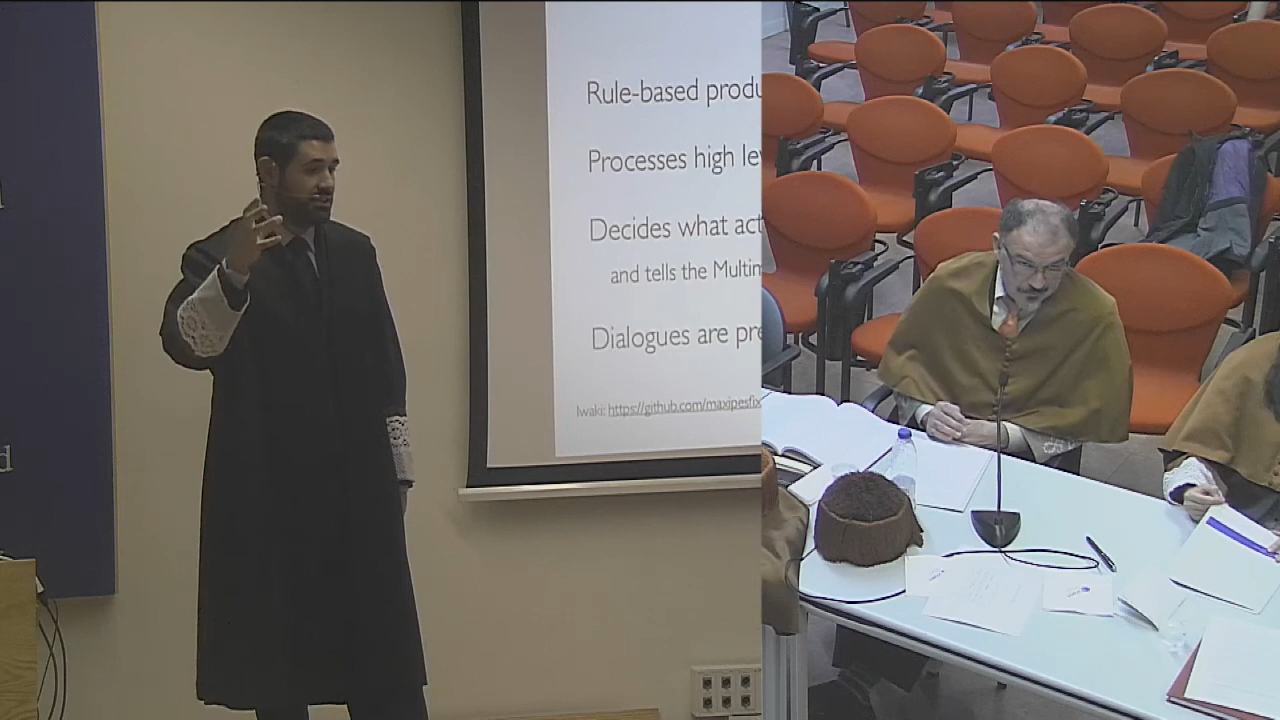 Rule-based produ
Processes high lev
Decides what act
and tells the Multim
Dialogues are pre
Iwaki: https://github.com/maxipesfix
d